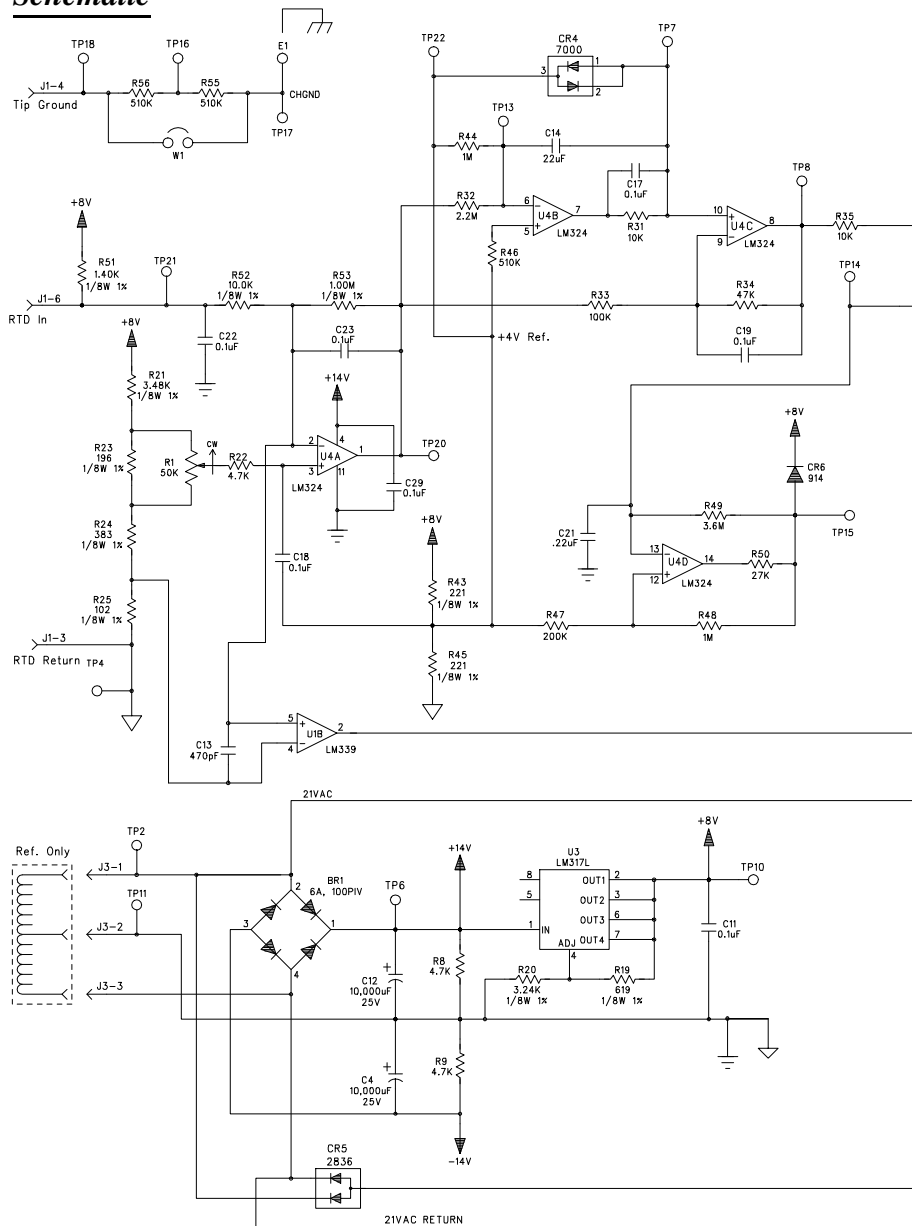 Schematic
TP18
TP16
E1
J1-4
Tip Ground
R56
510K
R55
510K
CHGND
TP17
W1
TP22
CR4
7000
3
1
2
TP7
TP13
R44
1M
C14
.22uF
C17
0.1uF
R32
2.2M
6
5
U4B
7
LM324
R31
10K
R46
510K
TP8
10
9
U4C
8
LM324
R35
10K
TP14
+8V
R51
1.40K
1/8W 1%
TP21
J1-6
RTD In
R52
10.0K
1/8W 1%
R53
1.00M
1/8W 1%
R33
100K
R34
47K
C19
0.1uF
C22
0.1uF
C23
0.1uF
+4V Ref.
+8V
R21
3.48K
1/8W 1%
+14V
R23
196
1/8W 1%
R1
50K
CW
R22
4.7K
2
3
U4A
4
11
1
LM324
TP20
C29
0.1uF
+8V
CR6
914
R24
383
1/8W 1%
C18
0.1uF
+8V
R49
3.6M
TP15
C21
.22uF
13
12
U4D
14
LM324
R50
27K
R25
102
1/8W 1%
R43
221
1/8W 1%
R47
200K
R48
1M
J1-3
RTD Return
TP4
R45
221
1/8W 1%
C13
470pF
5
4
U1B
2
LM339
21VAC
Ref. Only
TP2
J3-1
TP11
J3-2
J3-3
BR1
6A, 100PIV
2
3
1
4
TP6
+14V
U3
LM317L
8
5
1
IN
OUT1
2
OUT2
3
OUT3
6
OUT4
7
ADJ
4
+8V
TP10
C11
0.1uF
C12
10,000uF
25V
R8
4.7K
R20
3.24K
1/8W 1%
R19
619
1/8W 1%
C4
10,000uF
25V
R9
4.7K
-14V
CR5
2836
21VAC RETURN